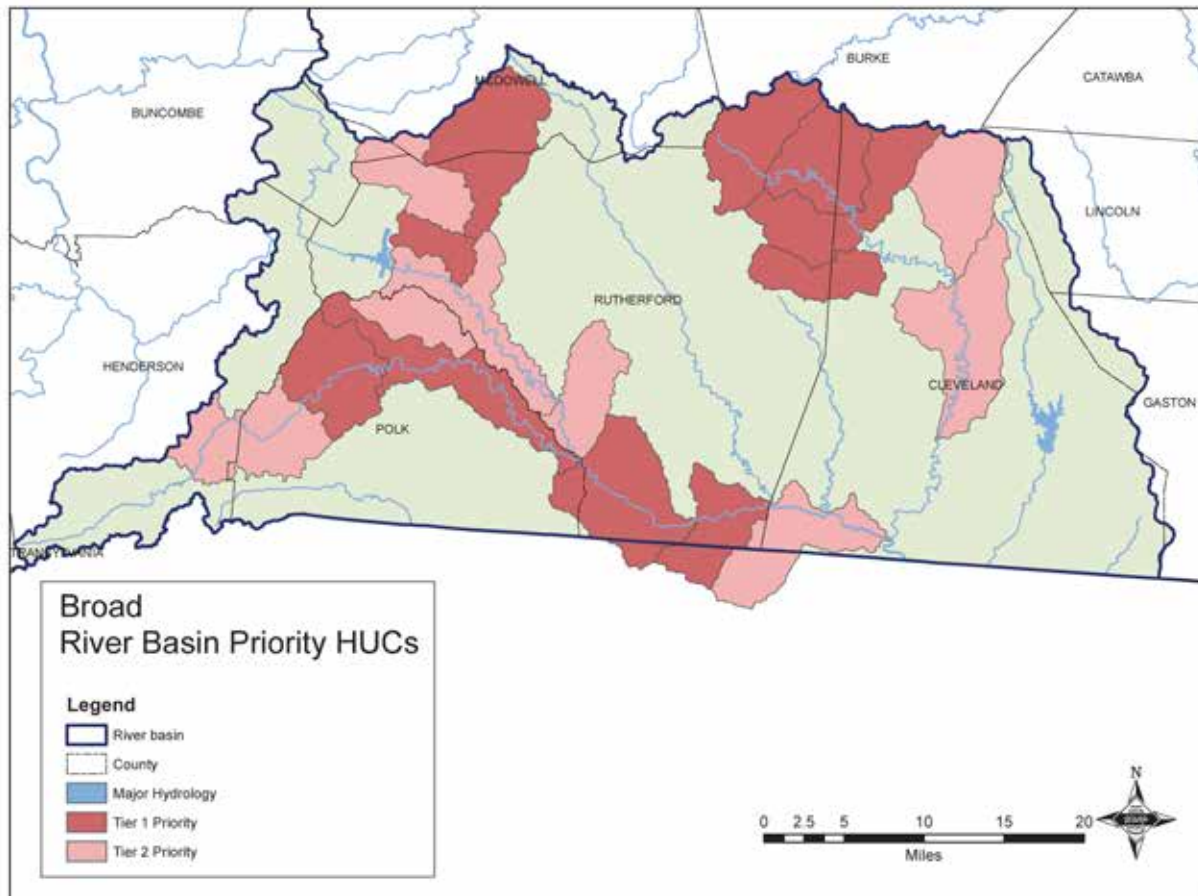 BURKE
MCDOWELL
CATAWBA
BUNCOMBE
LINCOLN
RUTHERFORD
HENDERSON
CLEVELAND
GASTON
POLK
TRANSYLVANIA
Broad
River Basin Priority HUCs
Legend
River basin
County
Major Hydrology
Tier 1 Priority
Tier 2 Priority
N
0 2.5 5 10 15 20
Miles